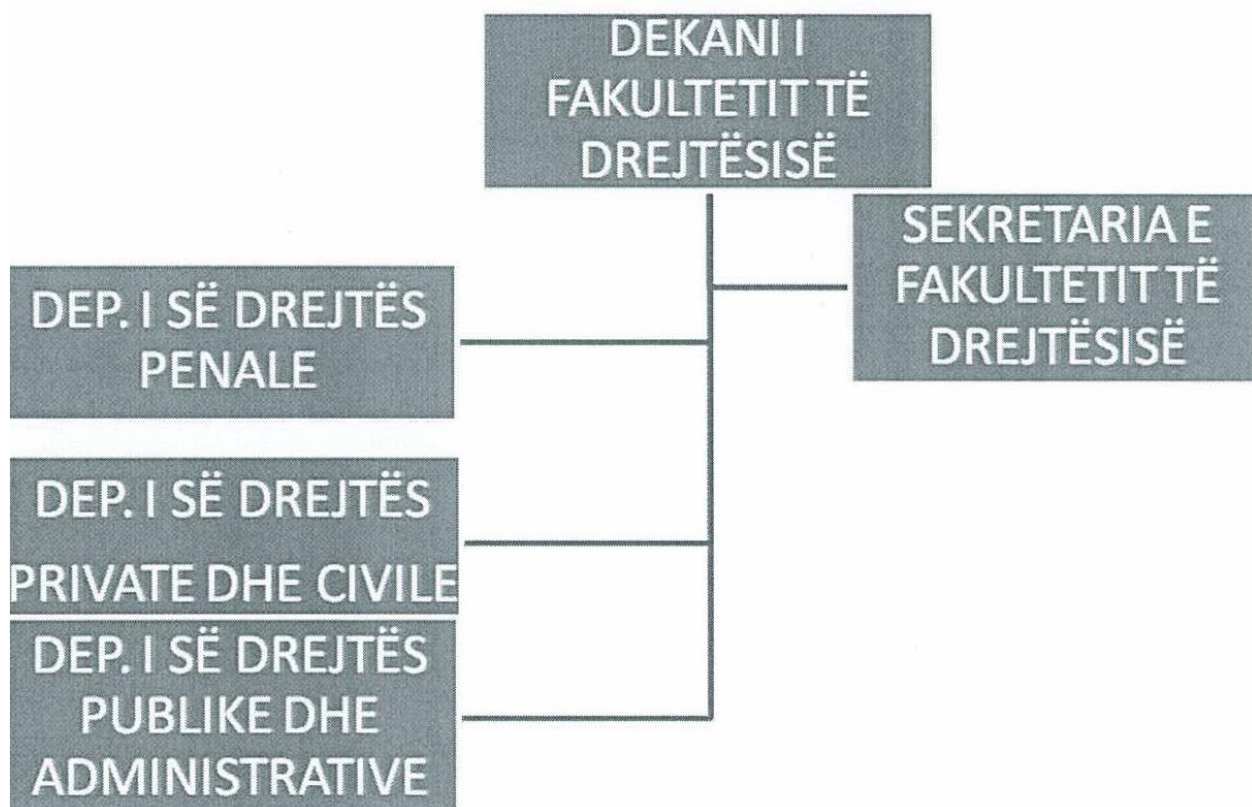 DEKANI I
FAKULTETIT TË
DREJTËSISË
SEKRETARIA E
FAKULTETIT TË
DREJTËSISË
DEP. I SË DREJTËS
PENALE
DEP. I SË DREJTËS
PRIVATE DHE CIVILE
DEP. I SË DREJTËS
PUBLIKE DHE
ADMINISTRATIVE